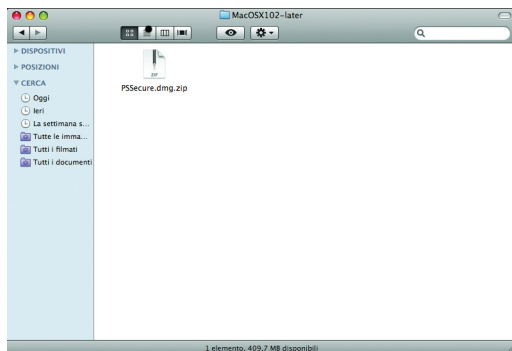 MacOSX102-later
DISPOSITIVI
POSIZIONI
CERCA
Oggi
Ieri
La settimana s...
Tutte le imma...
Tutti i filmati
Tutti i documenti
ZIP
PSSecure.dmg.zip
1 elemento, 409,7 MB disponibili